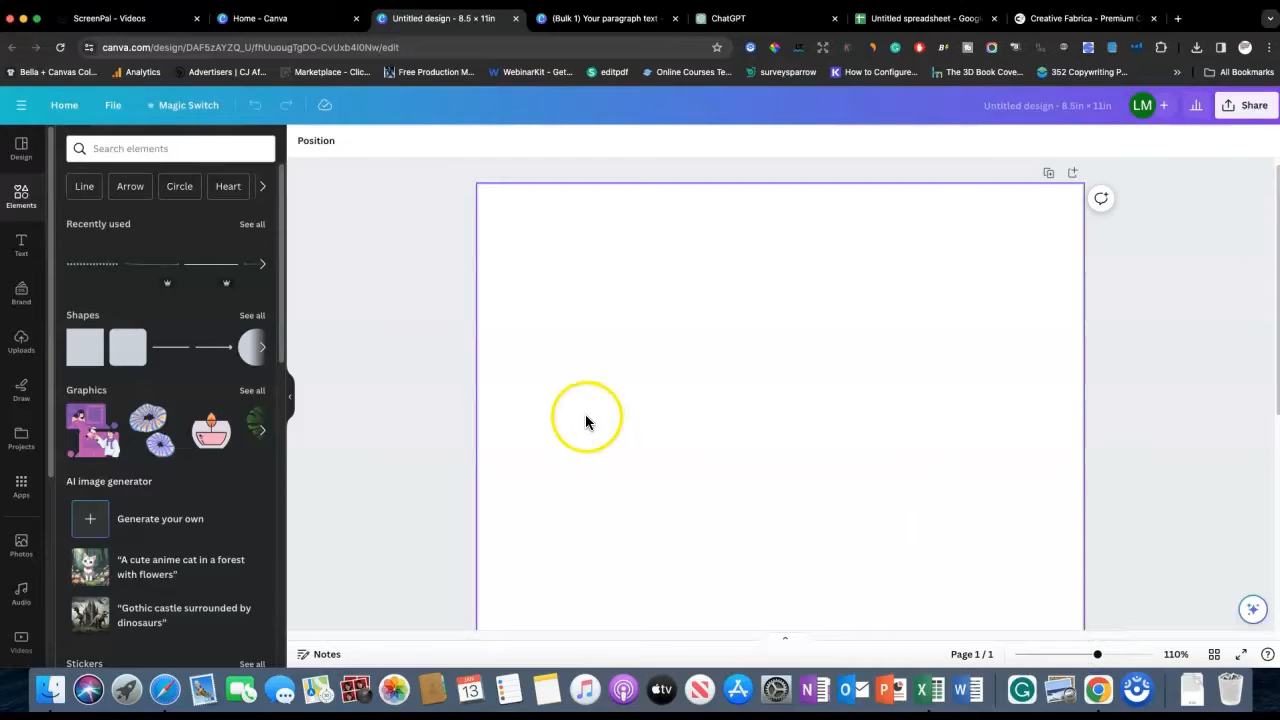 ScreenPal - Videos
Home - Canva
Untitled design - 8.5 × 11in
(Bulk 1) Your paragraph text -
ChatGPT
Untitled spreadsheet - Goog
Creative Fabrica - Premium C
canva.com/design/DAF5zAYZQ_U/fhUuougTgDO-CvUxb4I0Nw/edit
Bella + Canvas Col...
Analytics
Advertisers | CJ Af...
Marketplace - Clic...
Free Production M...
WebinarKit - Get...
editpdf
Online Courses Te...
surveysparrow
How to Configure...
The 3D Book Cove...
352 Copywriting P...
All Bookmarks
Home
File
Magic Switch
Untitled design - 8.5in × 11in
LM
Share
Design
Elements
Text
Brand
Uploads
Draw
Projects
Apps
Photos
Audio
Videos
Search elements
Line
Arrow
Circle
Heart
Recently used
See all
Shapes
See all
Graphics
See all
AI image generator
Generate your own
"A cute anime cat in a forest
with flowers"
"Gothic castle surrounded by
dinosaurs"
Stickers
See all
Position
Notes
Page 1 / 1
110%
JAN
13
tv